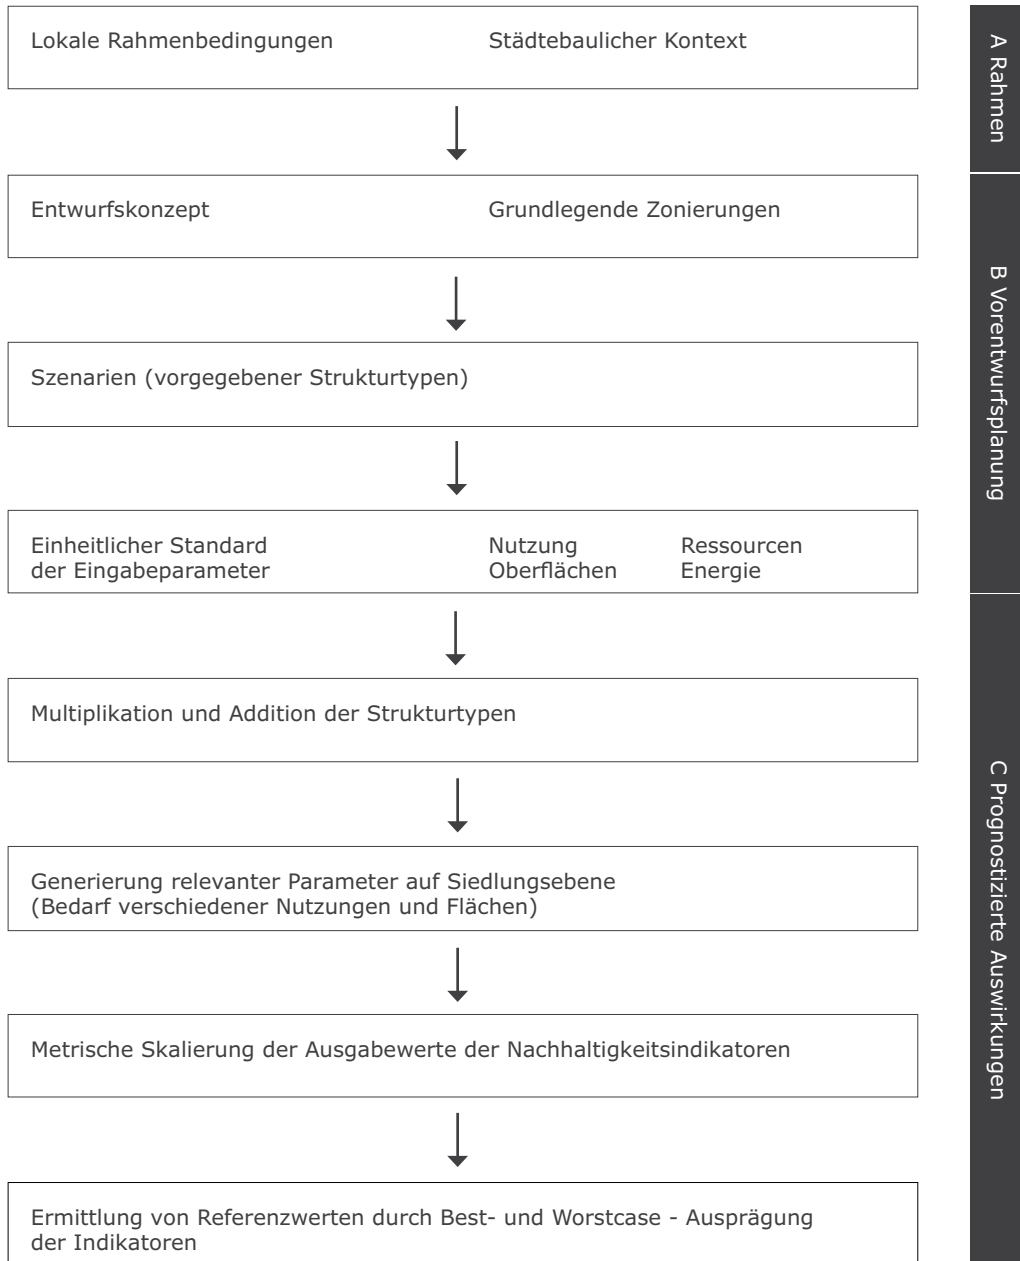 Lokale Rahmenbedingungen Städtebaulicher Kontext
A Rahmen
Entwurfskonzept Grundlegende Zonierungen
B Vorentwurfsplanung
Szenarien (vorgegebener Strukturtypen)
Einheitlicher Standard Nutzung Ressourcen
der Eingabeparameter Oberflächen Energie
Multiplikation und Addition der Strukturtypen
C Prognostizierte Auswirkungen
Generierung relevanter Parameter auf Siedlungsebene
(Bedarf verschiedener Nutzungen und Flächen)
Metrische Skalierung der Ausgabewerte der Nachhaltigkeitsindikatoren
Ermittlung von Referenzwerten durch Best- und Worstcase - Ausprägung
der Indikatoren